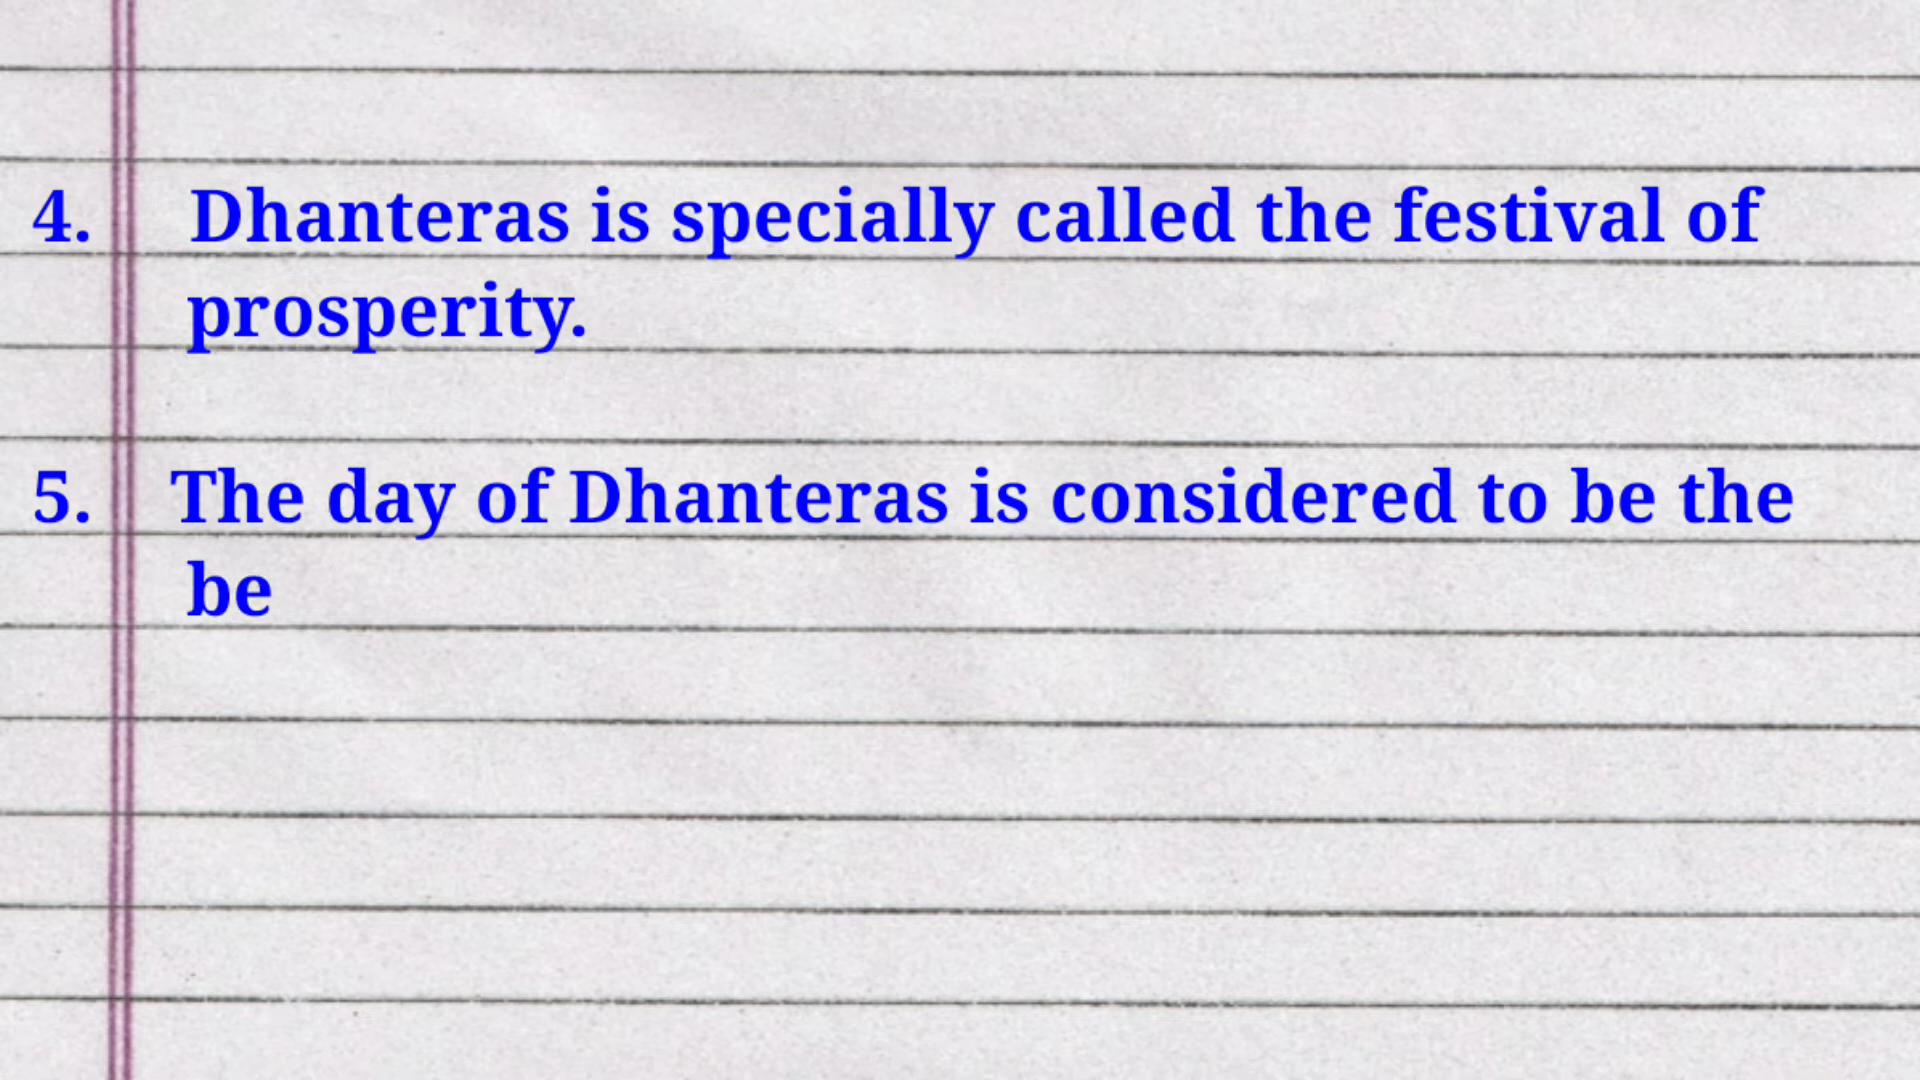 4. Dhanteras is specially called the festival of
prosperity.
5. The day of Dhanteras is considered to be the
be